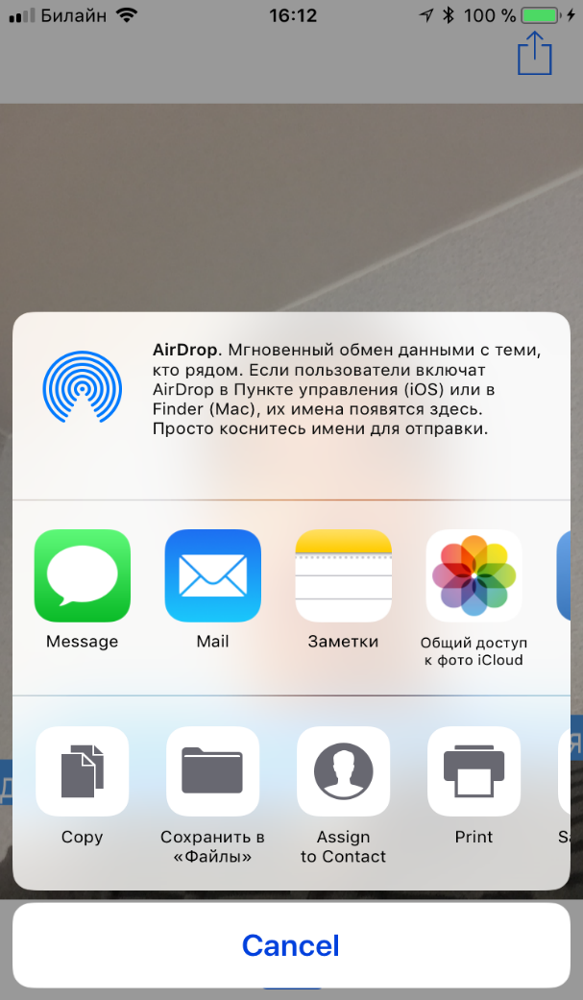 Билайн 16:12 100 %
AirDrop. Мгновенный обмен данными с теми,
кто рядом. Если пользователи включат
AirDrop в Пункте управления (iOS) или в
Finder (Mac), их имена появятся здесь.
Просто коснитесь имени для отправки.
Message
Mail
Заметки
Общий доступ
к фото iCloud
Copy
Сохранить в
«Файлы»
Assign
to Contact
Print
Cancel